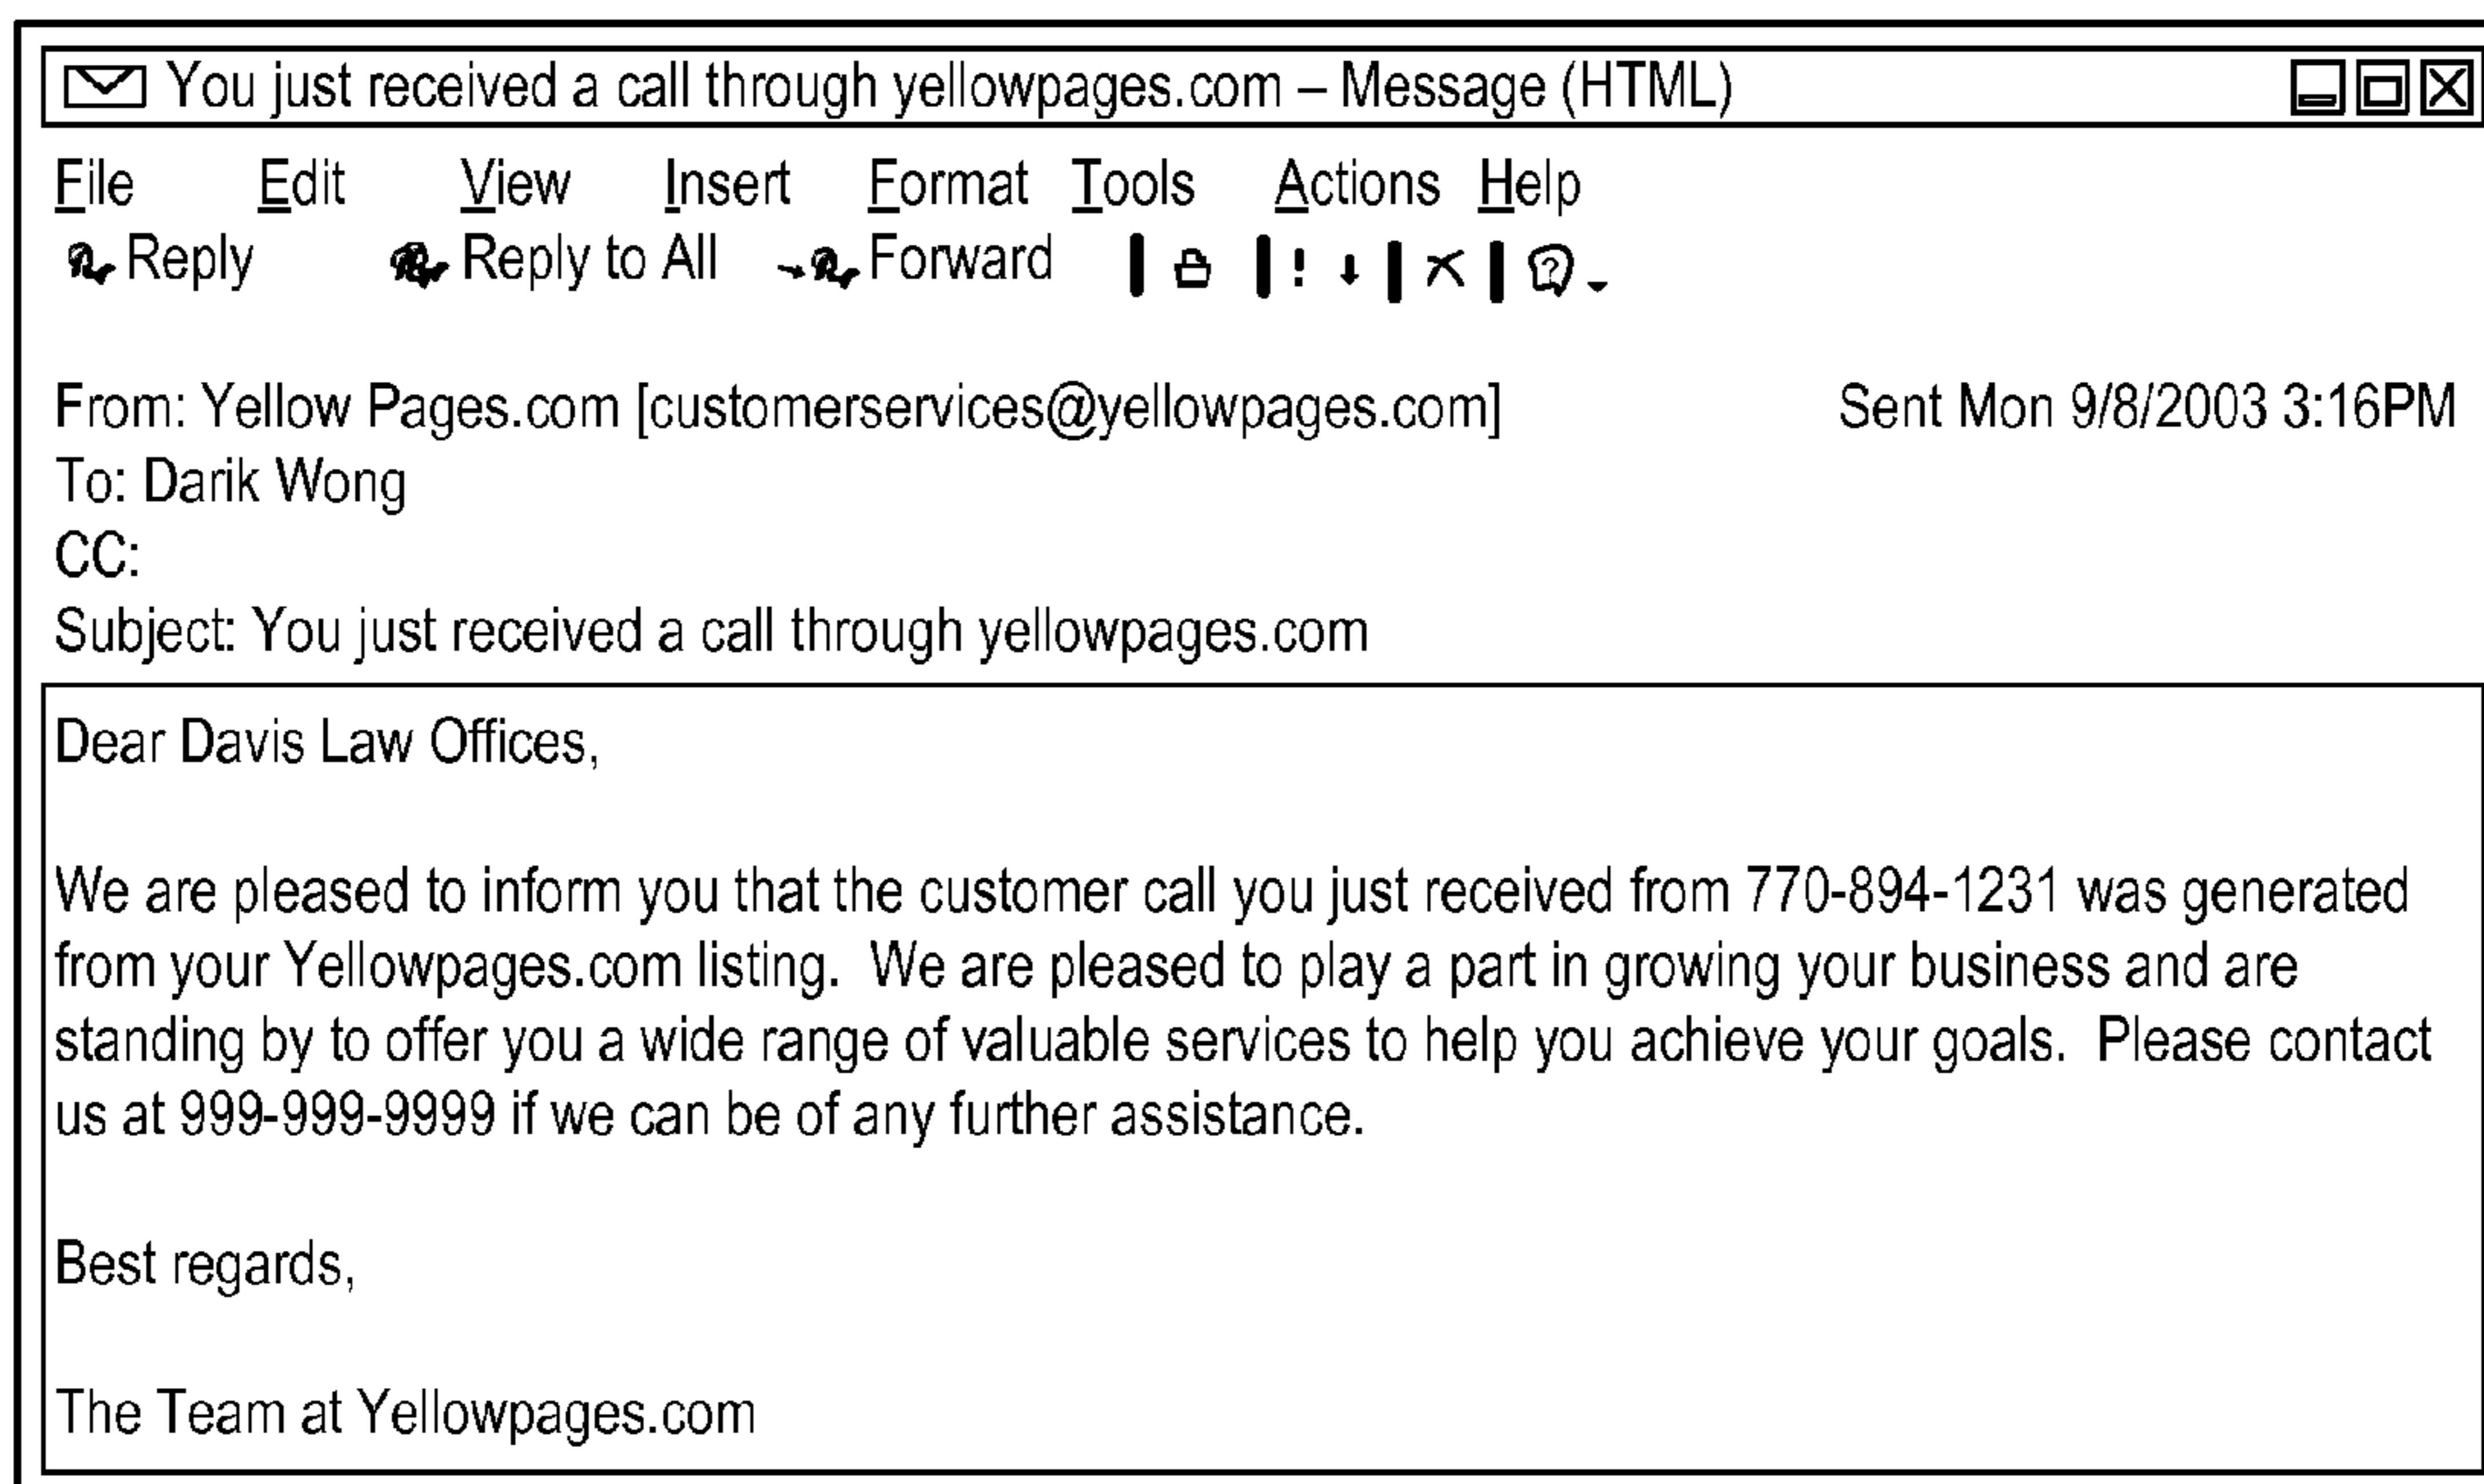 You just received a call through yellowpages.com – Message (HTML)
File Edit View Insert Format Tools Actions Help
Reply Reply to All Forward
From: Yellow Pages.com [customerservices@yellowpages.com] Sent Mon 9/8/2003 3:16PM
To: Darik Wong
CC:
Subject: You just received a call through yellowpages.com
Dear Davis Law Offices,
We are pleased to inform you that the customer call you just received from 770-894-1231 was generated
from your Yellowpages.com listing. We are pleased to play a part in growing your business and are
standing by to offer you a wide range of valuable services to help you achieve your goals. Please contact
us at 999-999-9999 if we can be of any further assistance.
Best regards,
The Team at Yellowpages.com